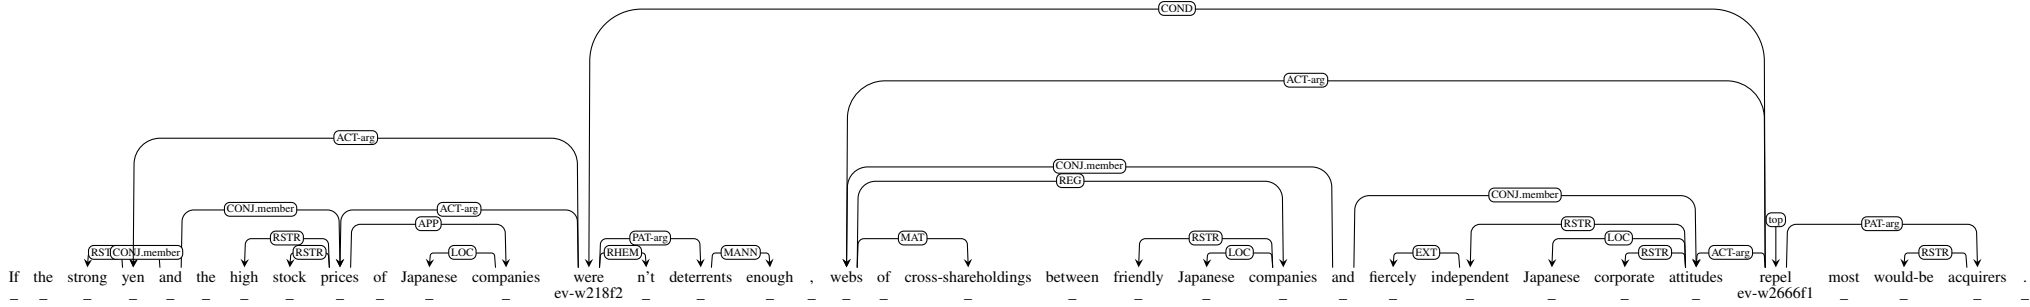 COND
ACT-arg
ACT-arg
CONJ.member
REG
CONJ.member ACT-arg CONJ.member
APP top PAT-arg
RSTR PAT-arg MAT RSTR RSTR
RSTR LOC
CONJ.member RSTR LOC RHEM MANN LOC EXT RSTR ACT-arg RSTR
If the strong yen and the high stock prices of Japanese companies were n't deterrents enough , webs of cross-shareholdings between friendly Japanese companies and fiercely independent Japanese corporate attitudes repel most would-be acquirers .
ev-w218f2 ev-w2666f1